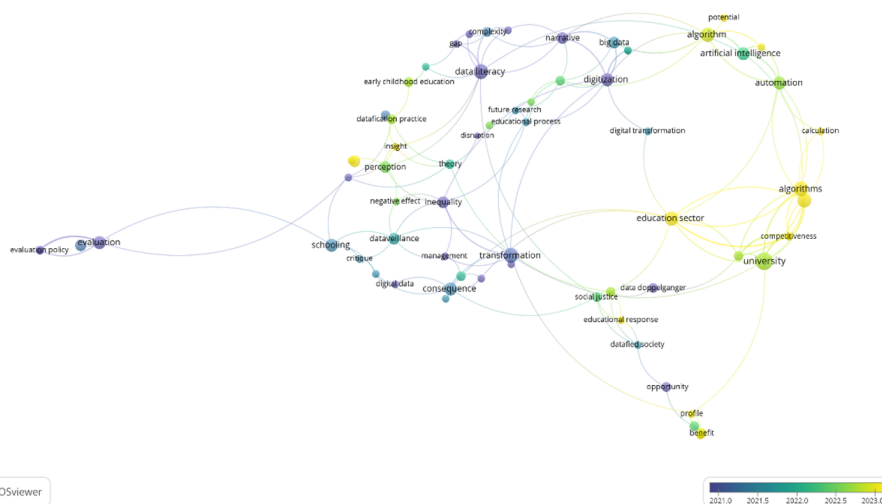 potential
complexity
narrative
algorithm
gap
big data
artificial intelligence
data literacy
digitization
early childhood education
automation
future research
datafication practice
educational process
digital transformation
calculation
disruption
insight
theory
perception
algorithms
negative effect
inequality
education sector
evaluation
dataveillance
competitiveness
evaluation policy
schooling
critique
management
transformation
university
digital data
consequence
data doppelganger
social justice
educational response
datafied society
opportunity
profile
benefit
OSviewer
2021.0 2021.5 2022.0 2022.5 2023.0